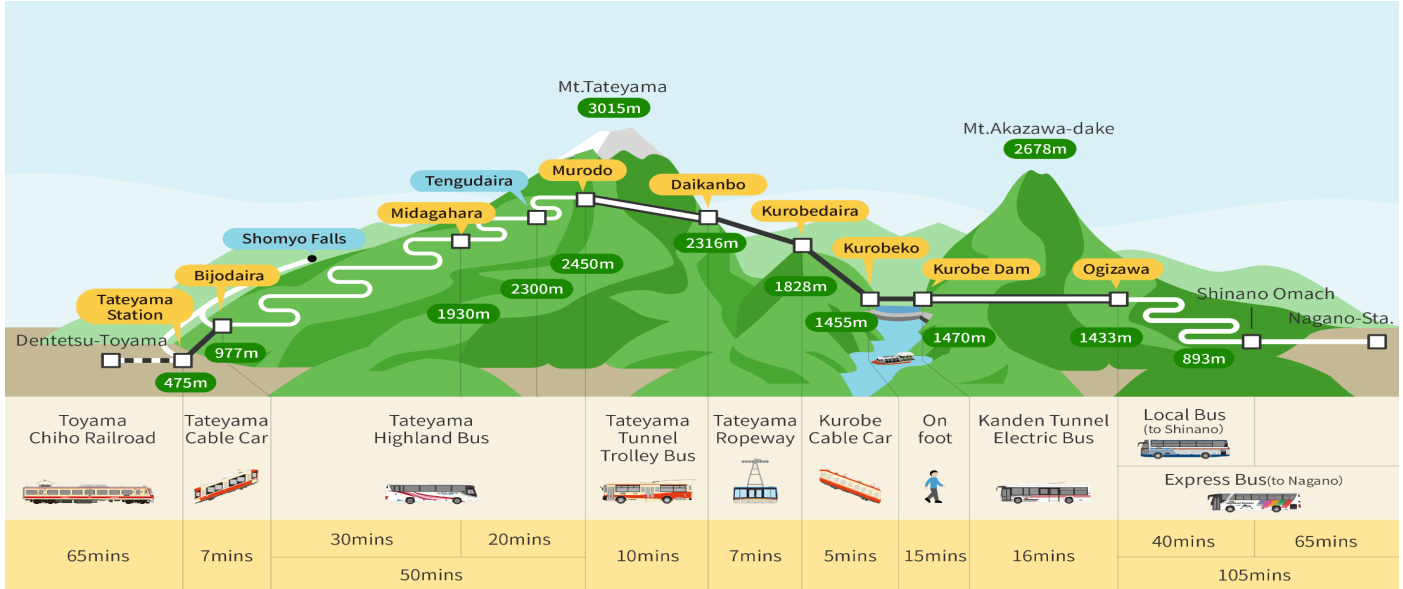 Mt.Tateyama
3015m
Mt.Akazawa-dake
2678m
Murodo
Tengudaira
Daikanbo
Midagahara
Kurobedaira
Shomyo Falls
2316m
Kurobeko
2450m
Bijodaira
Kurobe Dam
Ogizawa
2300m
1828m
Shinano Omach
Tateyama
Station
1930m
1455m
Nagano-Sta.
Dentetsu-Toyama
977m
1470m
1433m
893m
475m
Toyama
Chiho Railroad
Tateyama
Cable Car
Tateyama
Highland Bus
Tateyama
Tunnel
Trolley Bus
Tateyama
Ropeway
Kurobe
Cable Car
On
foot
Kanden Tunnel
Electric Bus
Local Bus
(to Shinano)
Express Bus(to Nagano)
65mins
7mins
30mins
20mins
50mins
10mins
7mins
5mins
15mins
16mins
40mins
65mins
105mins